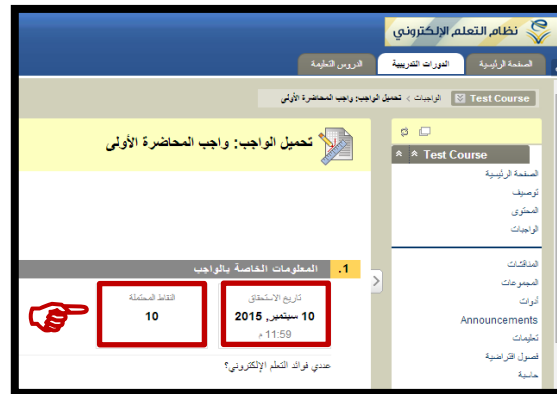 نظام التعلم الإلكتروني
الصفحة الرئيسية
الدورات التدريبية
الدروس التعليمة
Test Course
الواجبات > تحميل الواجب: واجب المحاضرة الأولى
تحميل الواجب: واجب المحاضرة الأولى
Test Course
الصفحة الرئيسية
توصيف
المحتوى
الواجبات
المناقشات
المجموعات
أدوات
Announcements
تعليمات
فصول افتراضية
1. المعلومات الخاصة بالواجب
تاريخ الاستحقاق
10 سبتمبر, 2015
11:59 م
النقاط المحتملة
10
عددي فوائد التعلم الإلكتروني؟